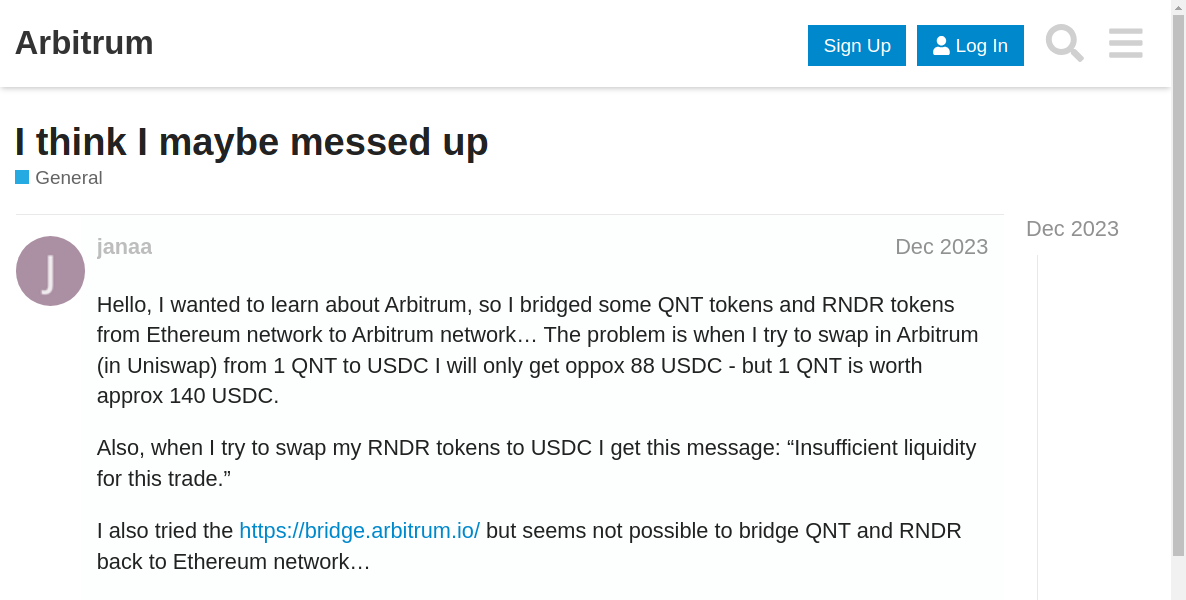 Arbitrum
Sign Up
Log In
I think I maybe messed up
General
Dec 2023
J
janaa
Dec 2023
Hello, I wanted to learn about Arbitrum, so I bridged some QNT tokens and RNDR tokens
from Ethereum network to Arbitrum network… The problem is when I try to swap in Arbitrum
(in Uniswap) from 1 QNT to USDC I will only get oppox 88 USDC - but 1 QNT is worth
approx 140 USDC.
Also, when I try to swap my RNDR tokens to USDC I get this message: “Insufficient liquidity
for this trade.”
I also tried the https://bridge.arbitrum.io/ but seems not possible to bridge QNT and RNDR
back to Ethereum network…